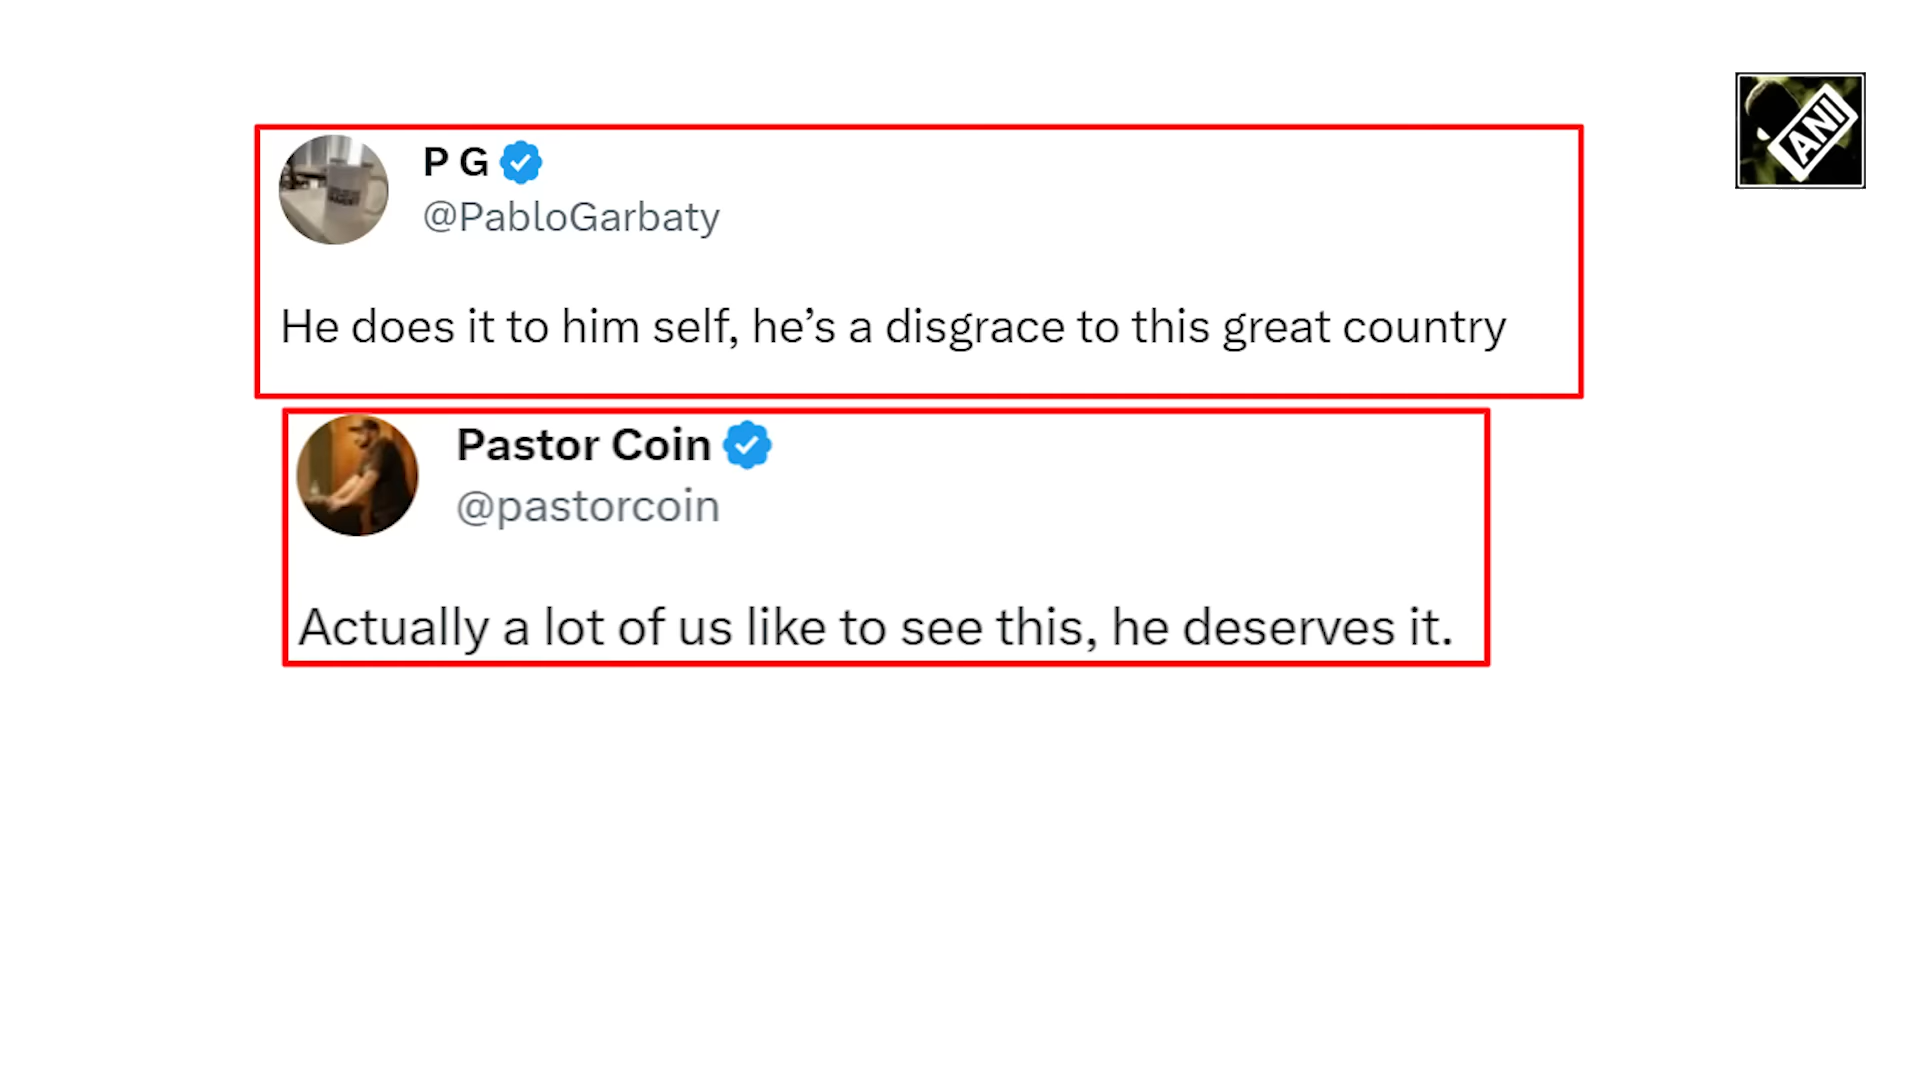 P G
@PabloGarbaty
He does it to him self, he’s a disgrace to this great country
Pastor Coin
@pastorcoin
Actually a lot of us like to see this, he deserves it.
ANI